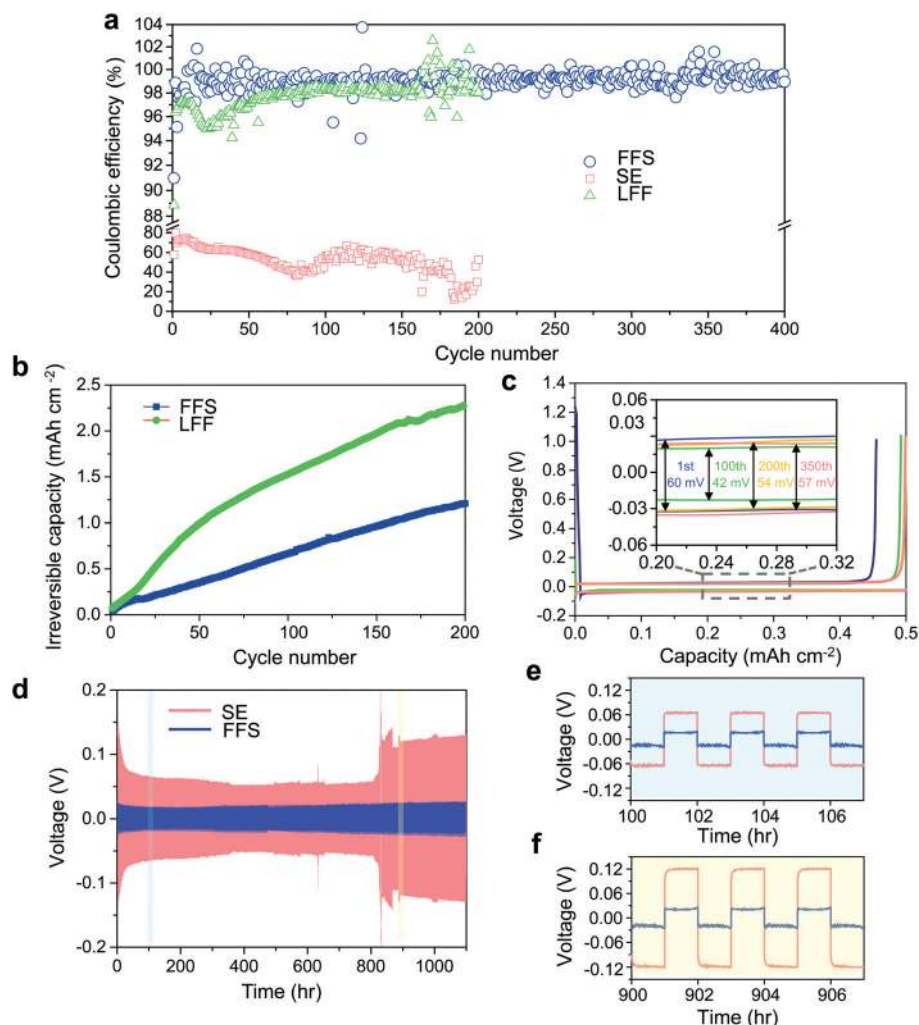 a
Coulombic efficiency (%)
104
102
100
98
96
94
92
90
88
80
60
40
20
0
FFS
SE
LFF
0 50 100 150 200 250 300 350 400
Cycle number
b
Irreversible capacity (mAh cm-2)
2.5
2.0
1.5
1.0
0.5
0.0
FFS
LFF
0 50 100 150 200
Cycle number
c
Voltage (V)
1.4
1.2
1.0
0.8
0.6
0.4
0.2
0.0
-0.2
0.06
0.03
0.00
-0.03
-0.06
1st 100th 200th 350th
60 mV 42 mV 54 mV 57 mV
0.20 0.24 0.28 0.32
0.0 0.1 0.2 0.3 0.4 0.5
Capacity (mAh cm-2)
d
Voltage (V)
0.2
0.1
0.0
-0.1
-0.2
SE
FFS
0 200 400 600 800 1000
Time (hr)
e
Voltage (V)
0.12
0.06
0.00
-0.06
-0.12
100 102 104 106
Time (hr)
f
Voltage (V)
0.12
0.06
0.00
-0.06
-0.12
900 902 904 906
Time (hr)